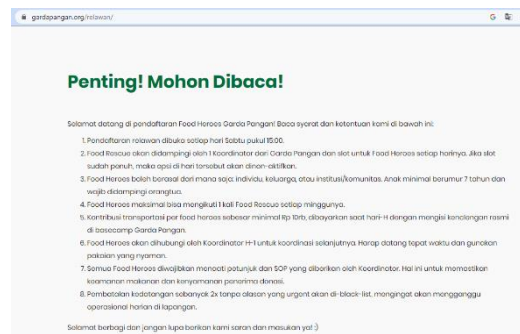 gardapangan.org/relawan/
Penting! Mohon Dibaca!
Selamat datang di pendaftaran Food Heroes Garda Pangan! Baca syarat dan ketentuan kami di bawah ini:
1. Pendaftaran relawan dibuka setiap hari Sabtu pukul 15.00.
2. Food Rescue akan didampingi oleh 1 Koordinator dari Garda Pangan dan slot untuk Food Heroes setiap harinya. Jika slot
sudah penuh, maka opsi di hari tersebut akan dinon-aktifkan.
3. Food Heroes boleh berasal dari mana saja: individu, keluarga, atau institusi/komunitas. Anak minimal berumur 7 tahun dan
wajib didampingi orangtua.
4. Food Heroes maksimal bisa mengikuti 1 kali Food Rescue setiap minggunya.
5. Kontribusi transportasi per food heroes sebesar minimal Rp 10rb, dibayarkan saat hari-H dengan mengisi kencengan resmi
di basecamp Garda Pangan.
6. Food Heroes akan dihubungi oleh Koordinator H-1 untuk koordinasi selanjutnya. Harap datang tepat waktu dan gunakan
pakaian yang nyaman.
7. Semua Food Heroes diwajibkan menaati petunjuk dan SOP yang diberikan oleh Koordinator. Hal ini untuk memastikan
keamanan makanan dan kenyamanan penerima donasi.
8. Pembatalan kedatangan sebanyak 2x tanpa alasan yang urgent akan di-black-list, mengingat akan mengganggu
operasional harian di lapangan.
Selamat berbagi dan jangan lupa berikan kami saran dan masukan ya! :)